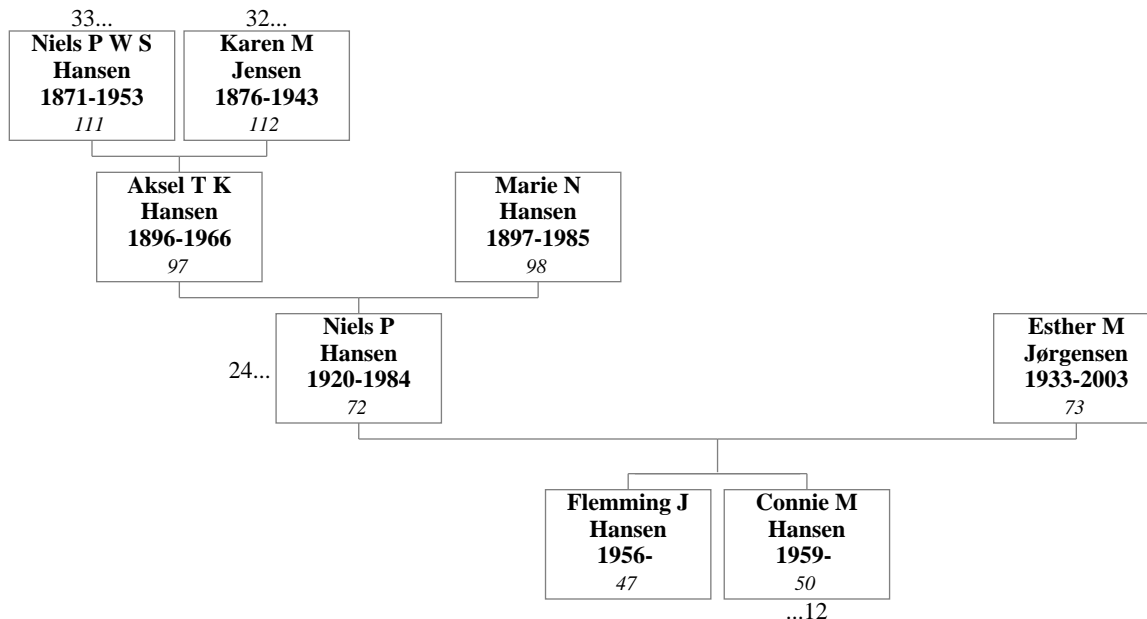 33...
32...
Niels P W S
Hansen
1871-1953
111
Karen M
Jensen
1876-1943
112
Aksel T K
Hansen
1896-1966
97
Marie N
Hansen
1897-1985
98
24...
Niels P
Hansen
1920-1984
72
Esther M
Jørgensen
1933-2003
73
Flemming J
Hansen
1956-
47
Connie M
Hansen
1959-
50
...12